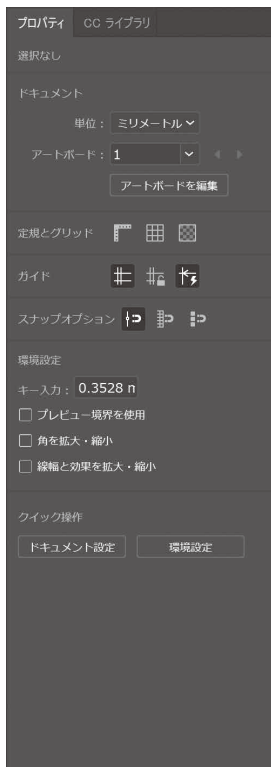 プロパティ CC ライブラリ
選択なし
ドキュメント
単位： ミリメートル
アートボード： 1
アートボードを編集
定規とグリッド
ガイド
スナップオプション
環境設定
キー入力： 0.3528 m
プレビュー境界を使用
角を拡大・縮小
線幅と効果を拡大・縮小
クイック操作
ドキュメント設定 環境設定